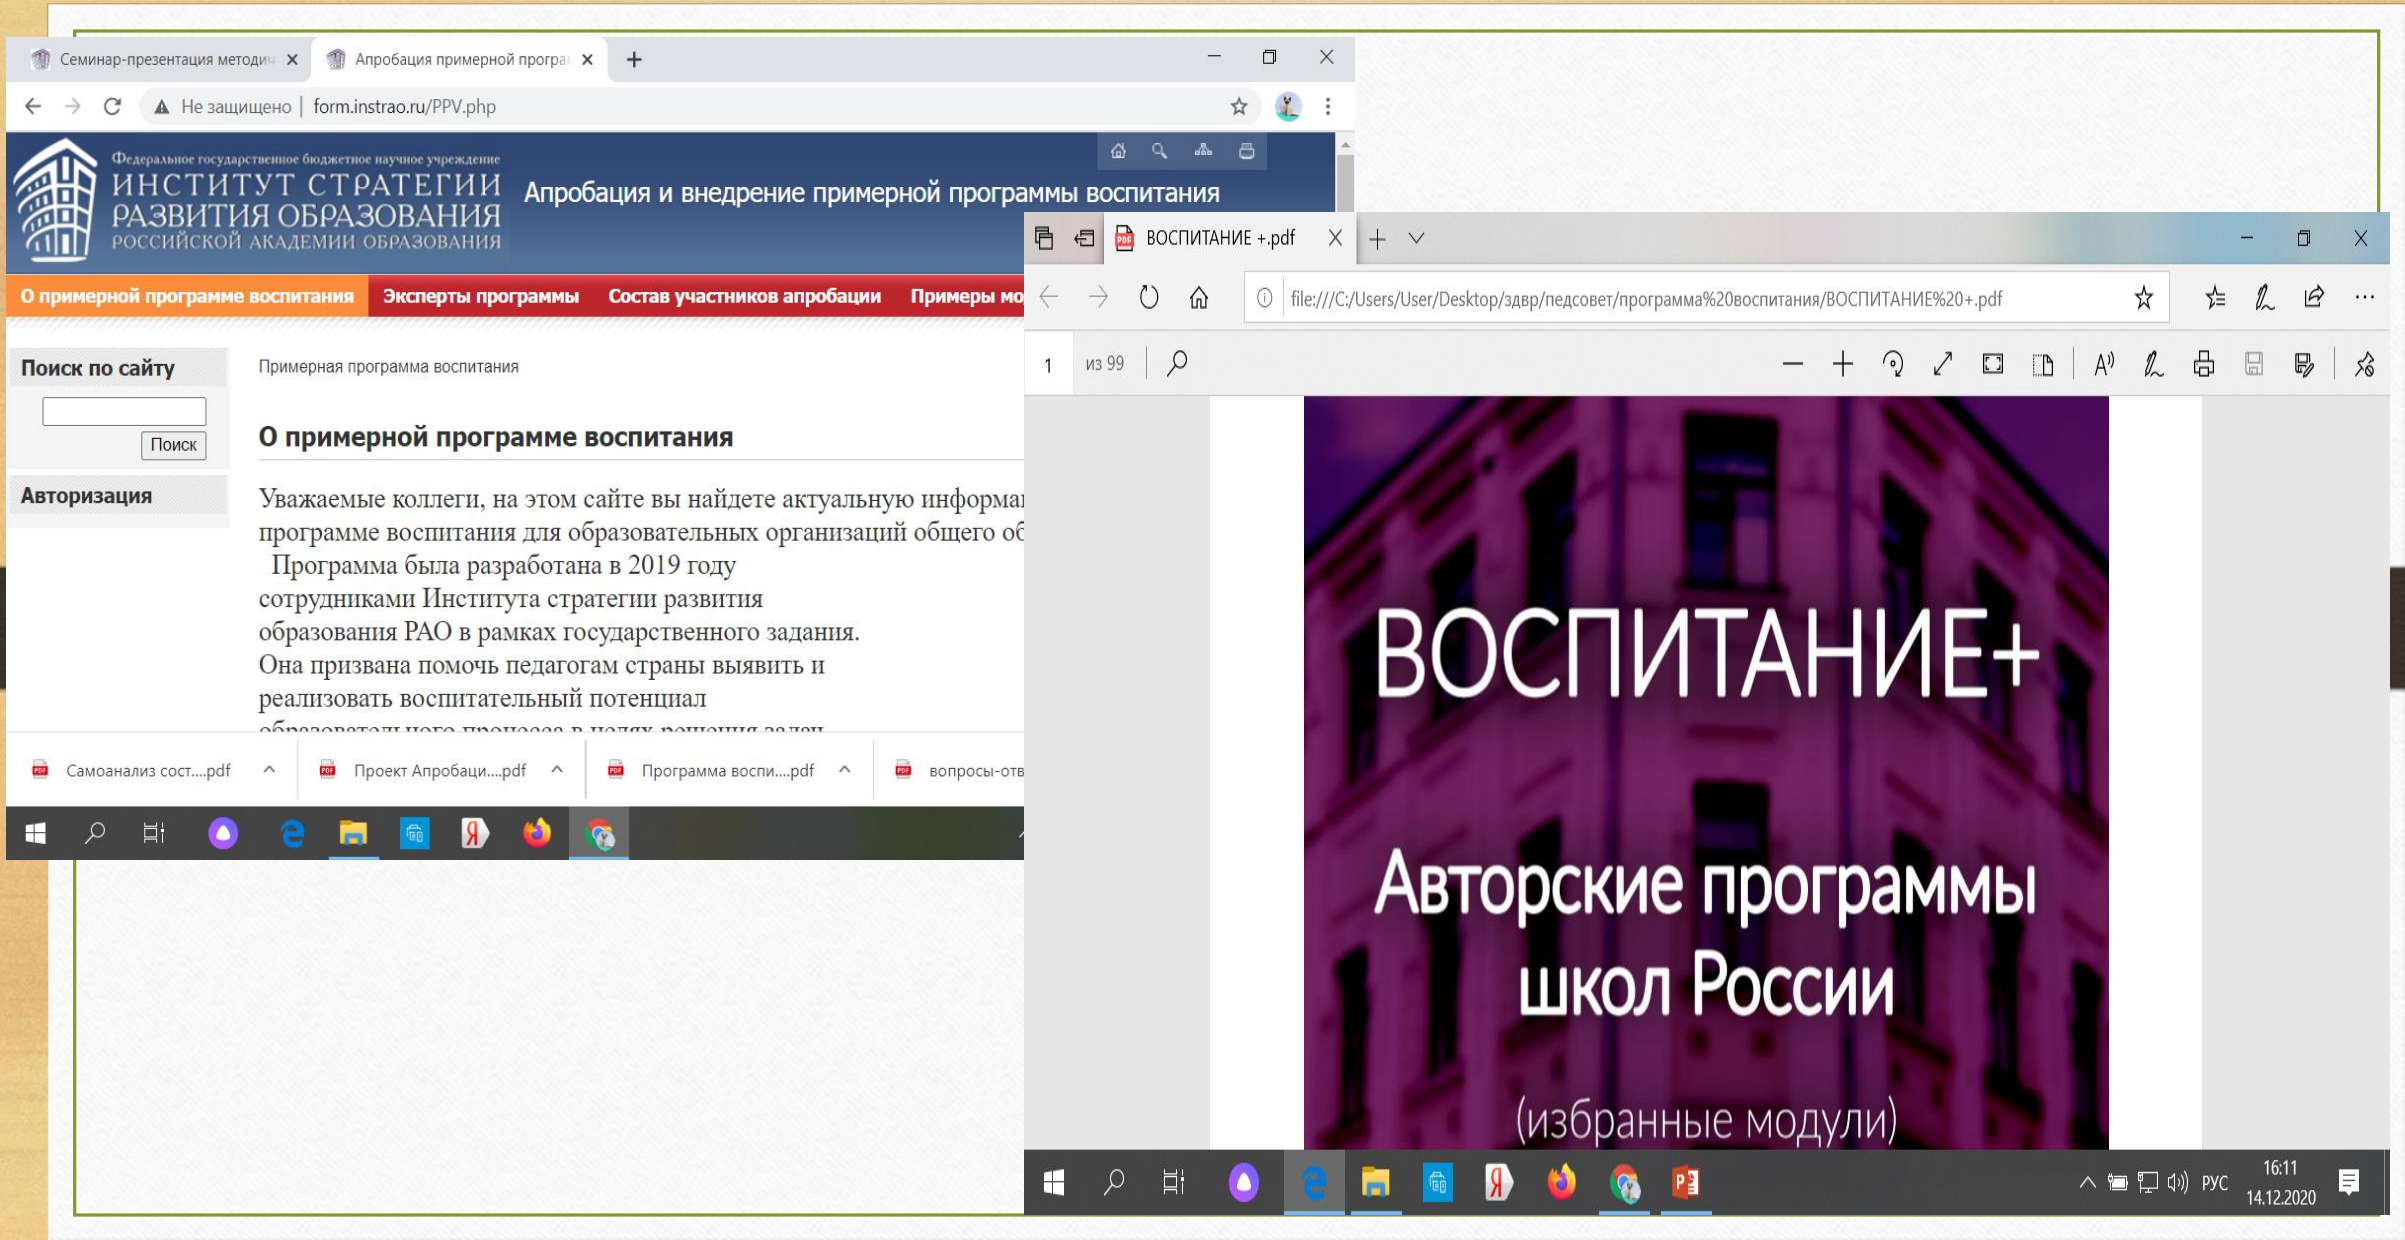 Семинар-презентация методич
Апробация примерной програ
Не защищено | form.instrao.ru/PPV.php
Федеральное государственное бюджетное научное учреждение
ИНСТИТУТ СТРАТЕГИИ
РАЗВИТИЯ ОБРАЗОВАНИЯ
РОССИЙСКОЙ АКАДЕМИИ ОБРАЗОВАНИЯ
Апробация и внедрение примерной программы воспитания
О примерной программе воспитания Эксперты программы Состав участников апробации Примеры мо
Поиск по сайту
Поиск
Авторизация
Примерная программа воспитания
О примерной программе воспитания
Уважаемые коллеги, на этом сайте вы найдете актуальную информа
программе воспитания для образовательных организаций общего об
Программа была разработана в 2019 году
сотрудниками Института стратегии развития
образования РАО в рамках государственного задания.
Она призвана помочь педагогам страны выявить и
реализовать воспитательный потенциал
образовательного процесса в целях решения задач
Самоанализ сост....pdf
Проект Апробаци....pdf
Программа воспи....pdf
вопросы-отв
ВОСПИТАНИЕ +.pdf
file:///C:/Users/User/Desktop/здвр/педсовет/программа%20воспитания/ВОСПИТАНИЕ%20+.pdf
1 из 99
ВОСПИТАНИЕ+
Авторские программы
школ России
(избранные модули)
РУС
16:11
14.12.2020